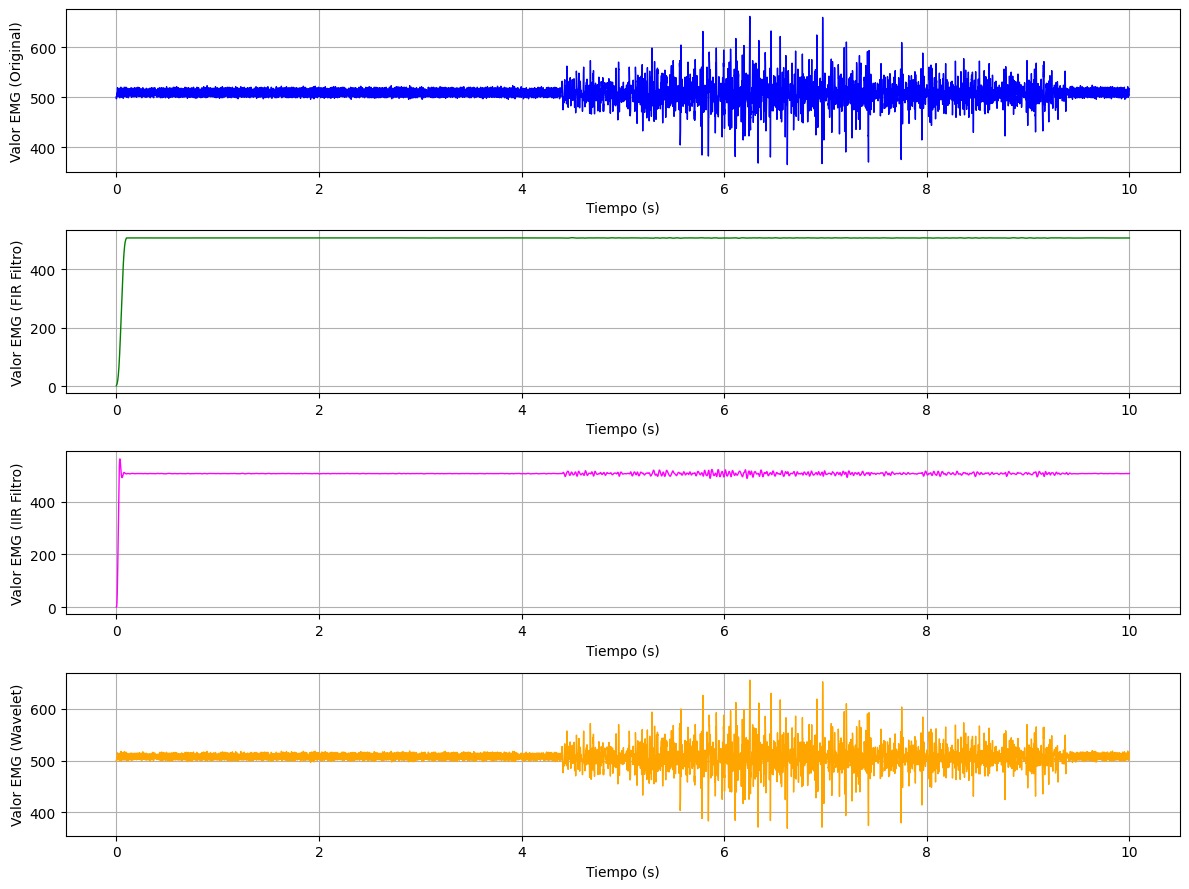 Valor EMG (Original)
600
500
400
0 2 4 6 8 10
Tiempo (s)
Valor EMG (FIR Filtro)
400
200
0
0 2 4 6 8 10
Tiempo (s)
Valor EMG (IIR Filtro)
400
200
0
0 2 4 6 8 10
Tiempo (s)
Valor EMG (Wavelet)
600
500
400
0 2 4 6 8 10
Tiempo (s)